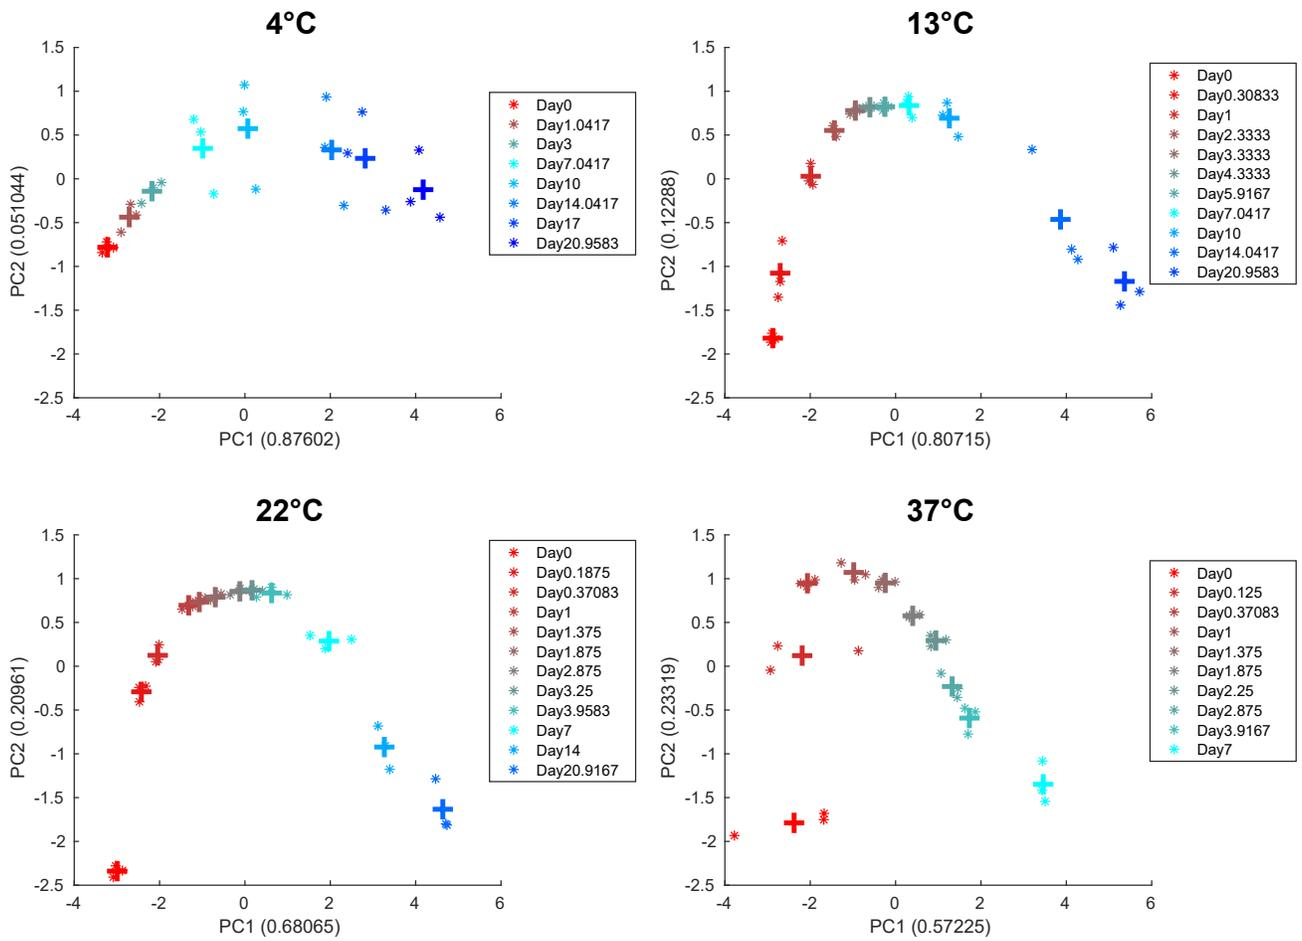 4°C
1.5
1
0.5
0
-0.5
-1
-1.5
-2
-2.5
-4
-2
0
2
4
6
PC2 (0.051044)
PC1 (0.87602)
Day0
Day1.0417
Day3
Day7.0417
Day10
Day14.0417
Day17
Day20.9583
13°C
1.5
1
0.5
0
-0.5
-1
-1.5
-2
-2.5
-4
-2
0
2
4
6
PC2 (0.12288)
PC1 (0.80715)
Day0
Day0.30833
Day1
Day2.3333
Day3.3333
Day4.3333
Day5.9167
Day7.0417
Day10
Day14.0417
Day20.9583
22°C
1.5
1
0.5
0
-0.5
-1
-1.5
-2
-2.5
-4
-2
0
2
4
6
PC2 (0.20961)
PC1 (0.68065)
Day0
Day0.1875
Day0.37083
Day1
Day1.375
Day1.875
Day2.875
Day3.25
Day3.9583
Day7
Day14
Day20.9167
37°C
1.5
1
0.5
0
-0.5
-1
-1.5
-2
-2.5
-4
-2
0
2
4
6
PC2 (0.23319)
PC1 (0.57225)
Day0
Day0.125
Day0.37083
Day1
Day1.375
Day1.875
Day2.25
Day2.875
Day3.9167
Day7